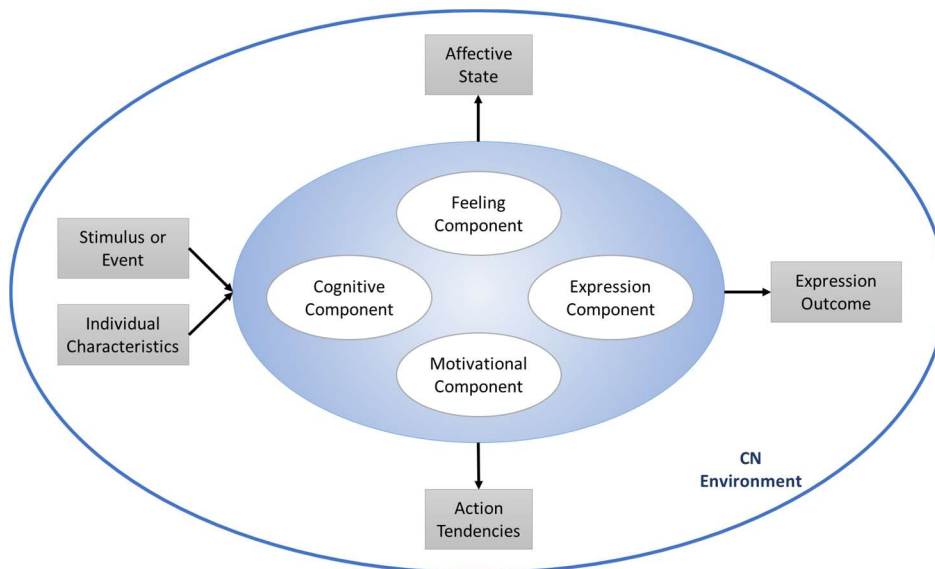 Affective
State
Feeling
Component
Stimulus or
Event
Cognitive
Component
Expression
Component
Expression
Outcome
Individual
Characteristics
Motivational
Component
CN
Environment
Action
Tendencies